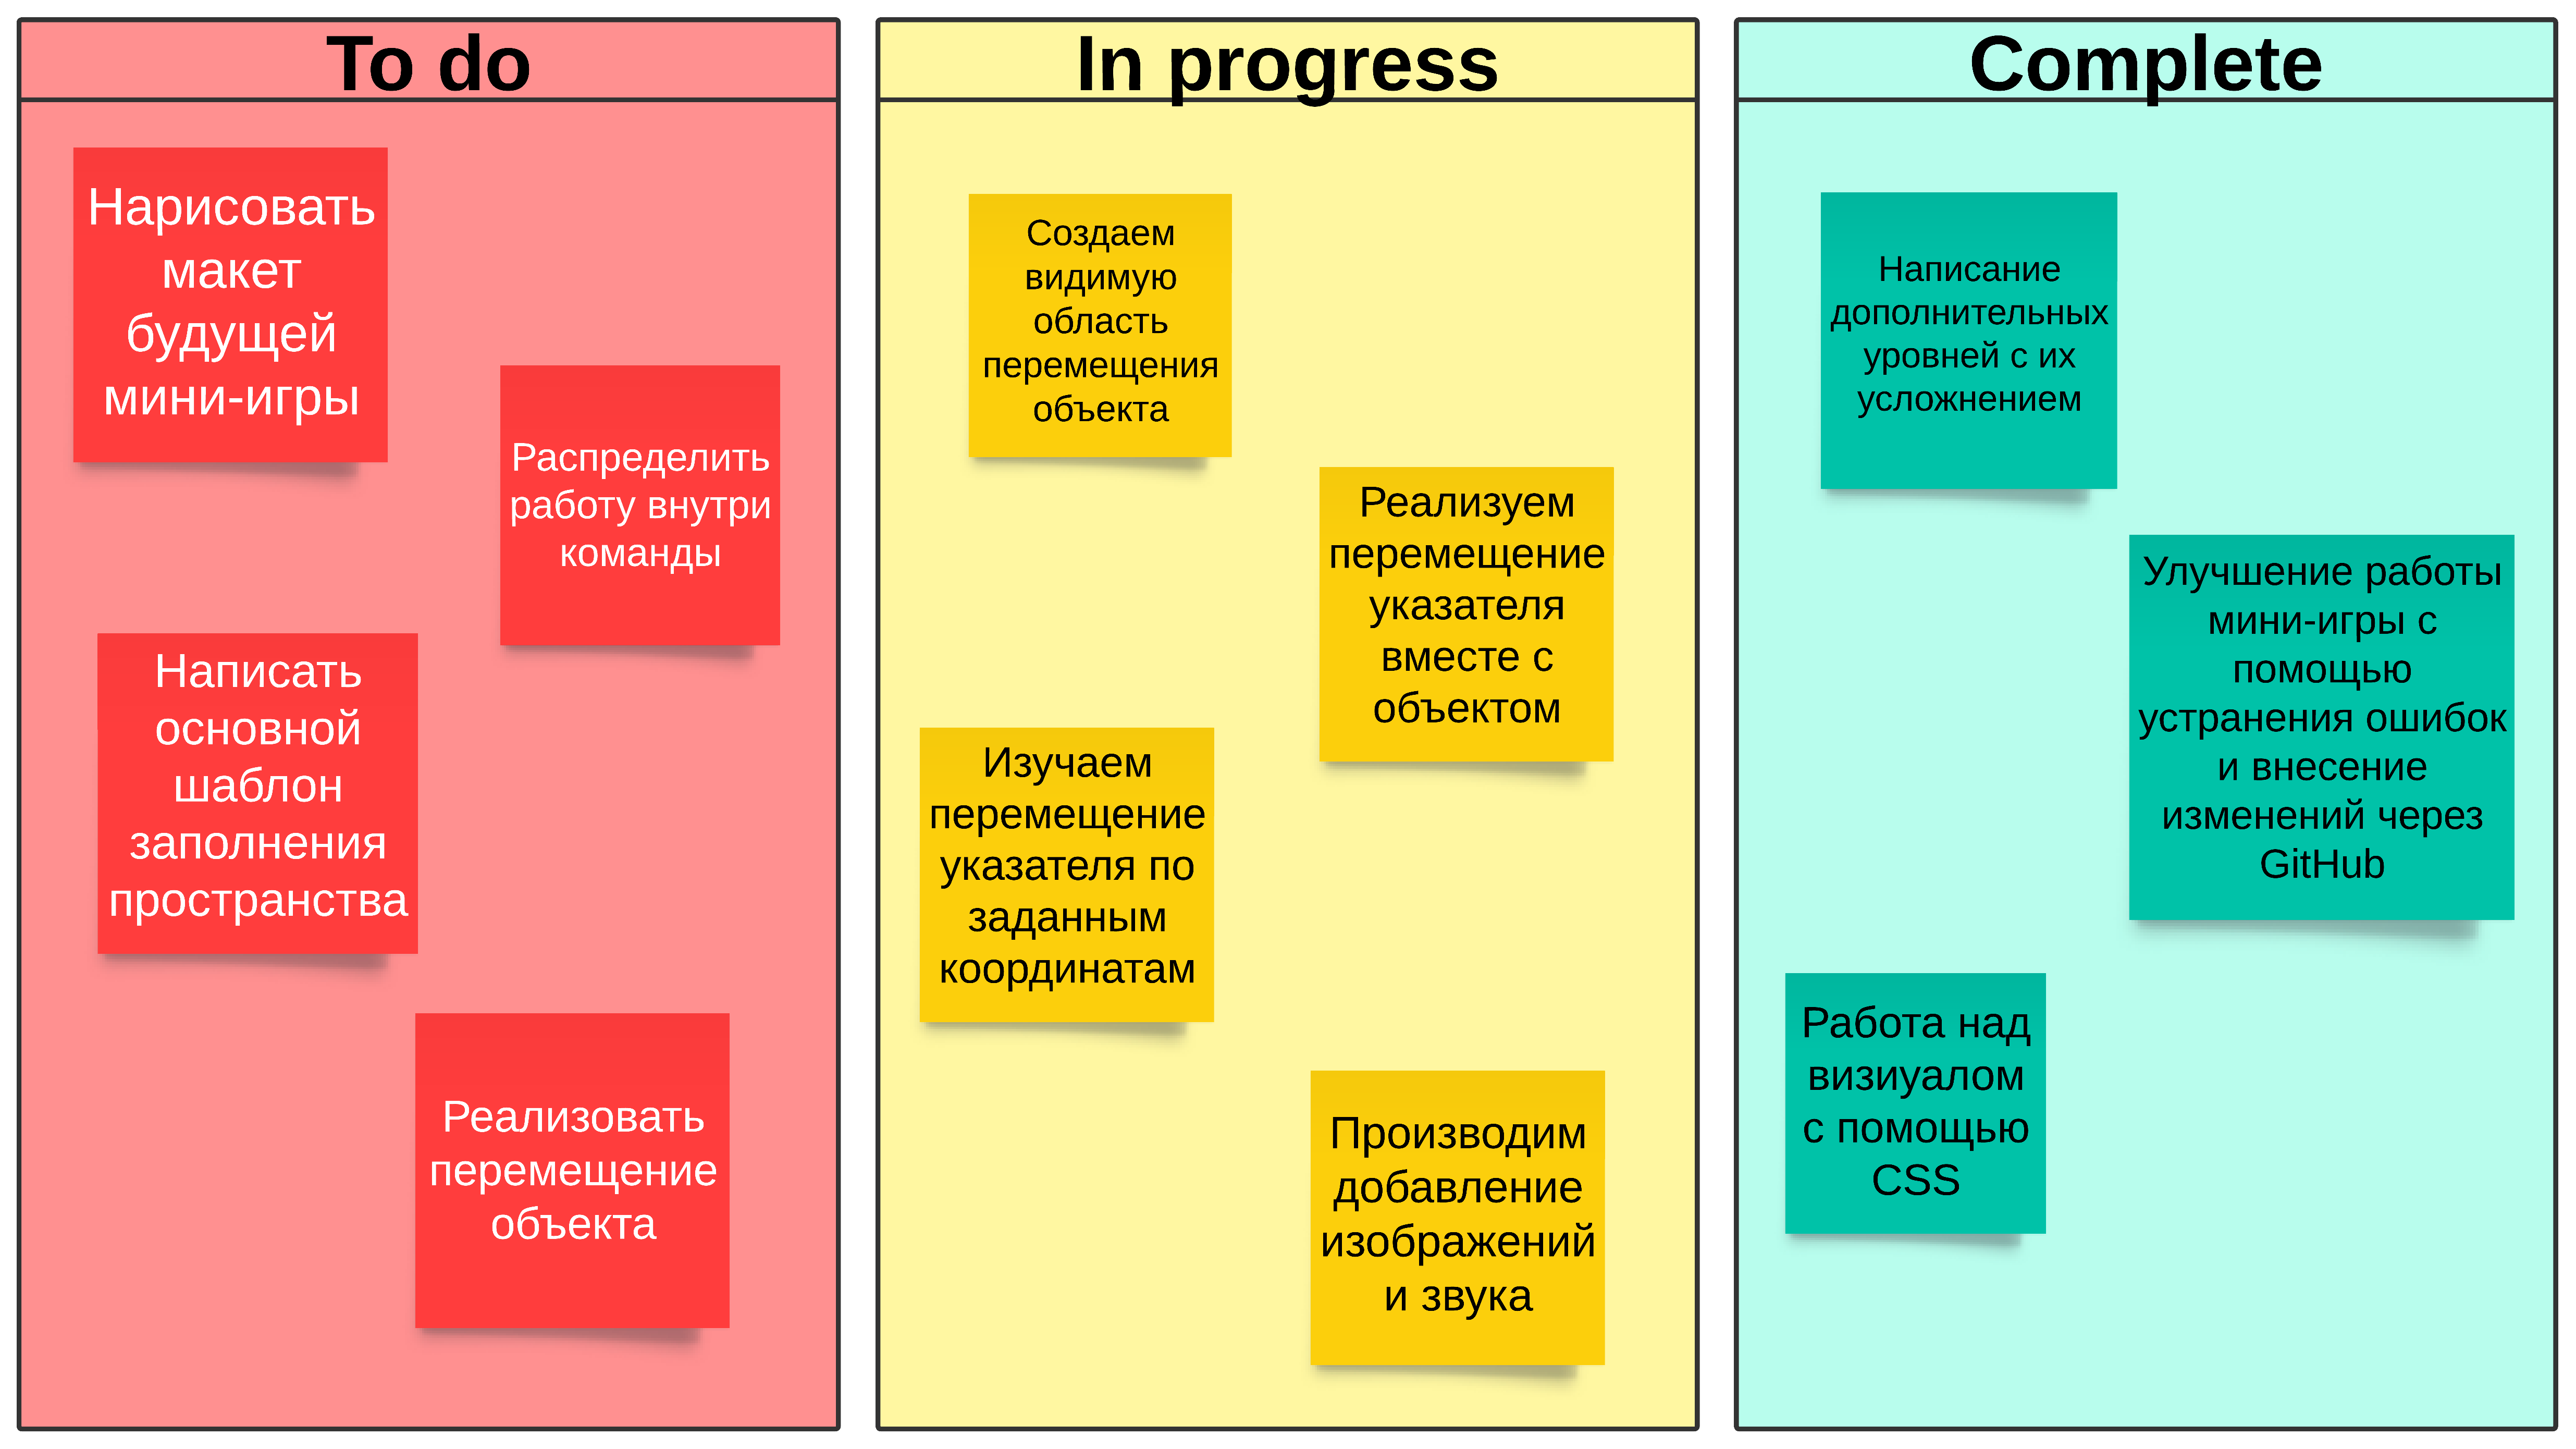 To do
Нарисовать
макет
будущей
мини-игры
Распределить
работу внутри
команды
Написать
основной
шаблон
заполнения
пространства
Реализовать
перемещение
объекта
In progress
Создаем
видимую
область
перемещения
объекта
Реализуем
перемещение
указателя
вместе с
объектом
Изучаем
перемещение
указателя по
заданным
координатам
Производим
добавление
изображений
и звука
Complete
Написание
дополнительных
уровней с их
усложнением
Улучшение работы
мини-игры с
помощью
устранения ошибок
и внесение
изменений через
GitHub
Работа над
визиуалом
с помощью
CSS